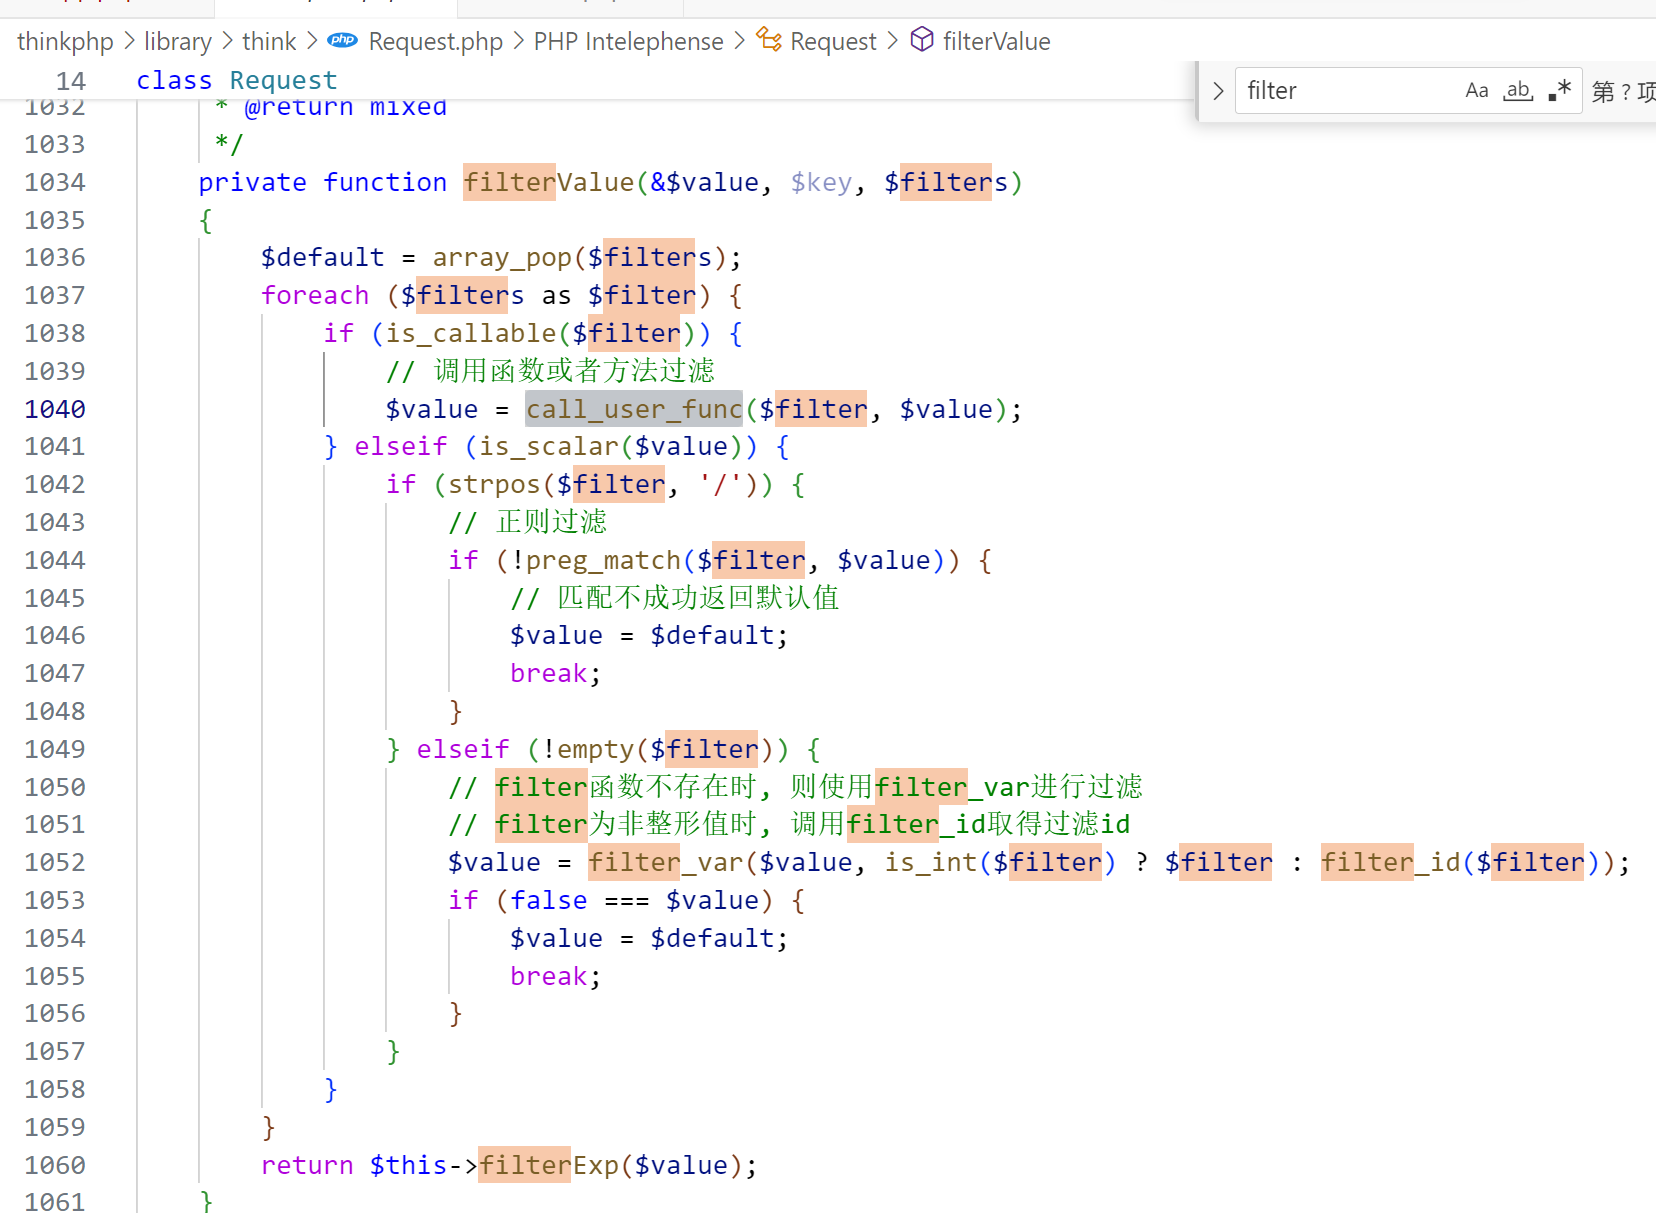 thinkphp > library > think > php Request.php > PHP Intelephense > Request > filterValue
14 class Request
filter Aa ab .* 第 ? 项
1032 * @return mixed
1033 */
1034 private function filterValue(&$value, $key, $filters)
1035 {
1036 $default = array_pop($filters);
1037 foreach ($filters as $filter) {
1038 if (is_callable($filter)) {
1039 // 调用函数或者方法过滤
1040 $value = call_user_func($filter, $value);
1041 } elseif (is_scalar($value)) {
1042 if (strpos($filter, '/')) {
1043 // 正则过滤
1044 if (!preg_match($filter, $value)) {
1045 // 匹配不成功返回默认值
1046 $value = $default;
1047 break;
1048 }
1049 } elseif (!empty($filter)) {
1050 // filter函数不存在时, 则使用filter_var进行过滤
1051 // filter为非整形值时, 调用filter_id取得过滤id
1052 $value = filter_var($value, is_int($filter) ? $filter : filter_id($filter));
1053 if (false === $value) {
1054 $value = $default;
1055 break;
1056 }
1057 }
1058 }
1059 }
1060 return $this->filterExp($value);
1061 }